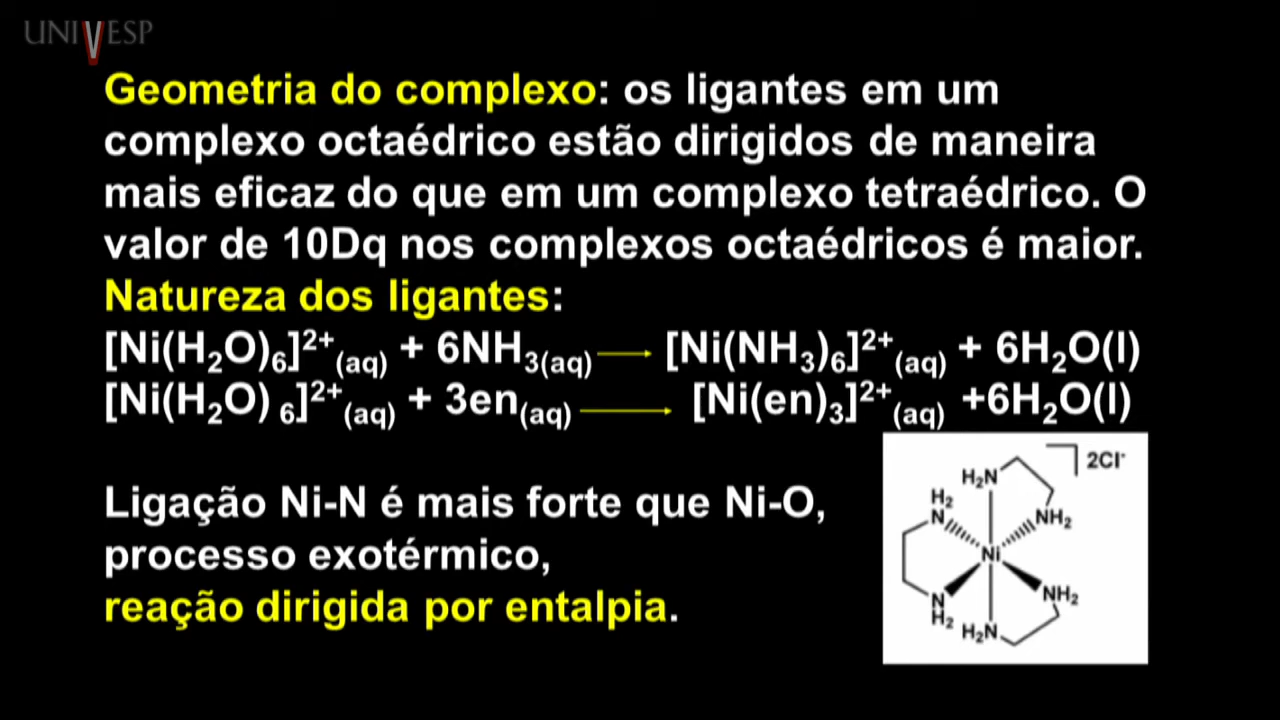 UNIVESP
Geometria do complexo: os ligantes em um
complexo octaédrico estão dirigidos de maneira
mais eficaz do que em um complexo tetraédrico. O
valor de 10Dq nos complexos octaédricos é maior.
Natureza dos ligantes:
[Ni(H₂O)₆]²⁺(aq) + 6NH₃(aq) → [Ni(NH₃)₆]²⁺(aq) + 6H₂O(l)
[Ni(H₂O) ₆]²⁺(aq) + 3en(aq) → [Ni(en)₃]²⁺(aq) +6H₂O(l)
Ligação Ni-N é mais forte que Ni-O,
processo exotérmico,
reação dirigida por entalpia.
] 2Cl⁻
H₂N
H₂
N
NH₂
Ni
NH₂
N
H₂
H₂N